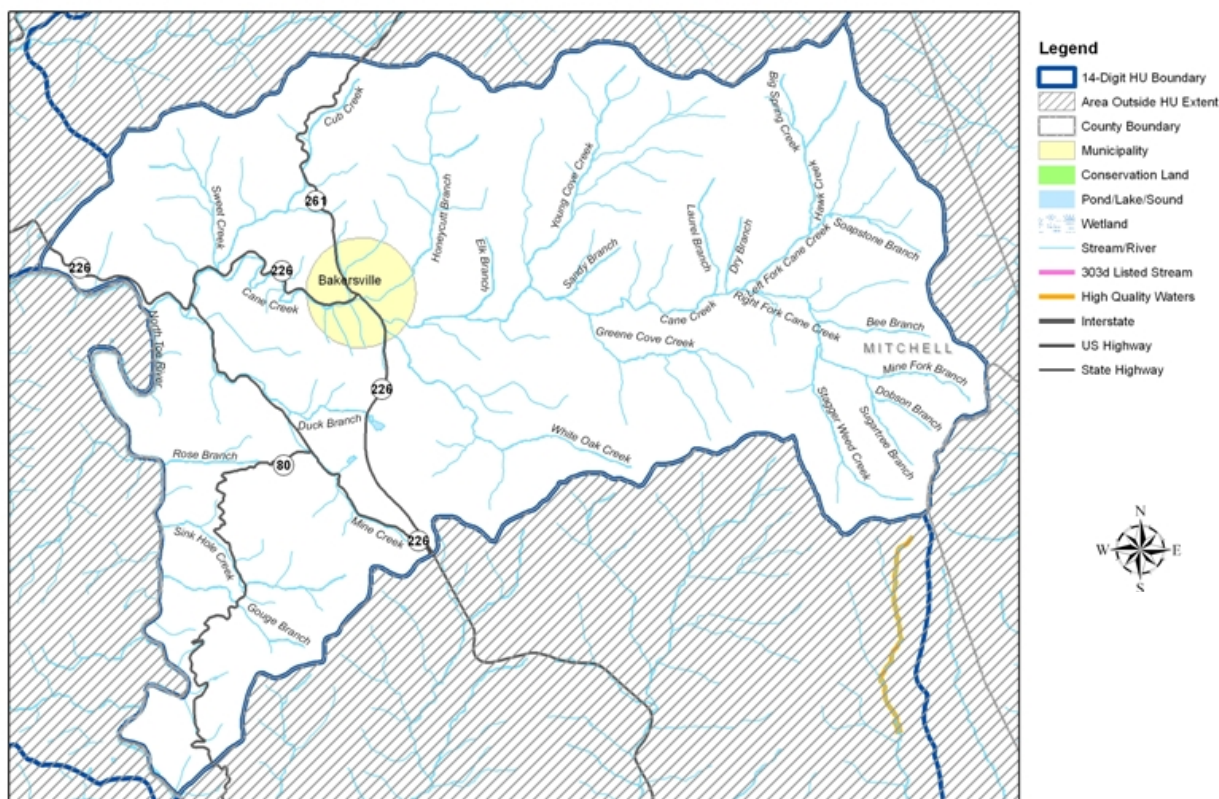 Legend
14-Digit HU Boundary
Area Outside HU Extent
County Boundary
Municipality
Conservation Land
Pond/Lake/Sound
Wetland
Stream/River
303d Listed Stream
High Quality Waters
Interstate
US Highway
State Highway
N
W
E
S
Cub Creek
261
Sweet Creek
226
226
Cane Creek
Bakersville
Honeycutt Branch
Elk Branch
Young Cove Creek
Sandy Branch
Big Spring Creek
Hawk Creek
Laurel Branch
Dry Branch
Left Fork Cane Creek
Soapstone Branch
Cane Creek
Right Fork Cane Creek
Greene Cove Creek
Bee Branch
MITCHELL
Mine Fork Branch
Dobson Branch
Sugartree Branch
Stagger Weed Creek
North Toe River
226
Duck Branch
White Oak Creek
Rose Branch
80
Mine Creek
226
Sink Hole Creek
Gouge Branch